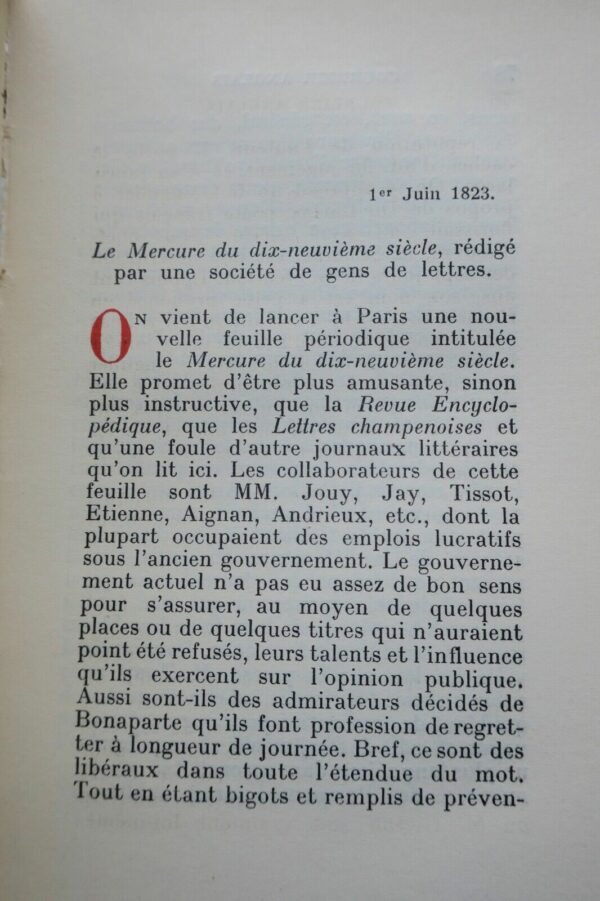 1er Juin 1823.
Le Mercure du dix-neuvième siècle, rédigé
par une société de gens de lettres.
ON vient de lancer à Paris une nou-
velle feuille périodique intitulée
le Mercure du dix-neuvième siècle.
Elle promet d'être plus amusante, sinon
plus instructive, que la Revue Encyclo-
pédique, que les Lettres champenoises et
qu'une foule d'autre journaux littéraires
qu'on lit ici. Les collaborateurs de cette
feuille sont MM. Jouy, Jay, Tissot,
Etienne, Aignan, Andrieux, etc., dont la
plupart occupaient des emplois lucratifs
sous l'ancien gouvernement. Le gouverne-
ment actuel n'a pas eu assez de bon sens
pour s'assurer, au moyen de quelques
places ou de quelques titres qui n'auraient
point été refusés, leurs talents et l'influence
qu'ils exercent sur l'opinion publique.
Aussi sont-ils des admirateurs décidés de
Bonaparte qu'ils font profession de regret-
ter à longueur de journée. Bref, ce sont des
libéraux dans toute l'étendue du mot.
Tout en étant bigots et remplis de préven-